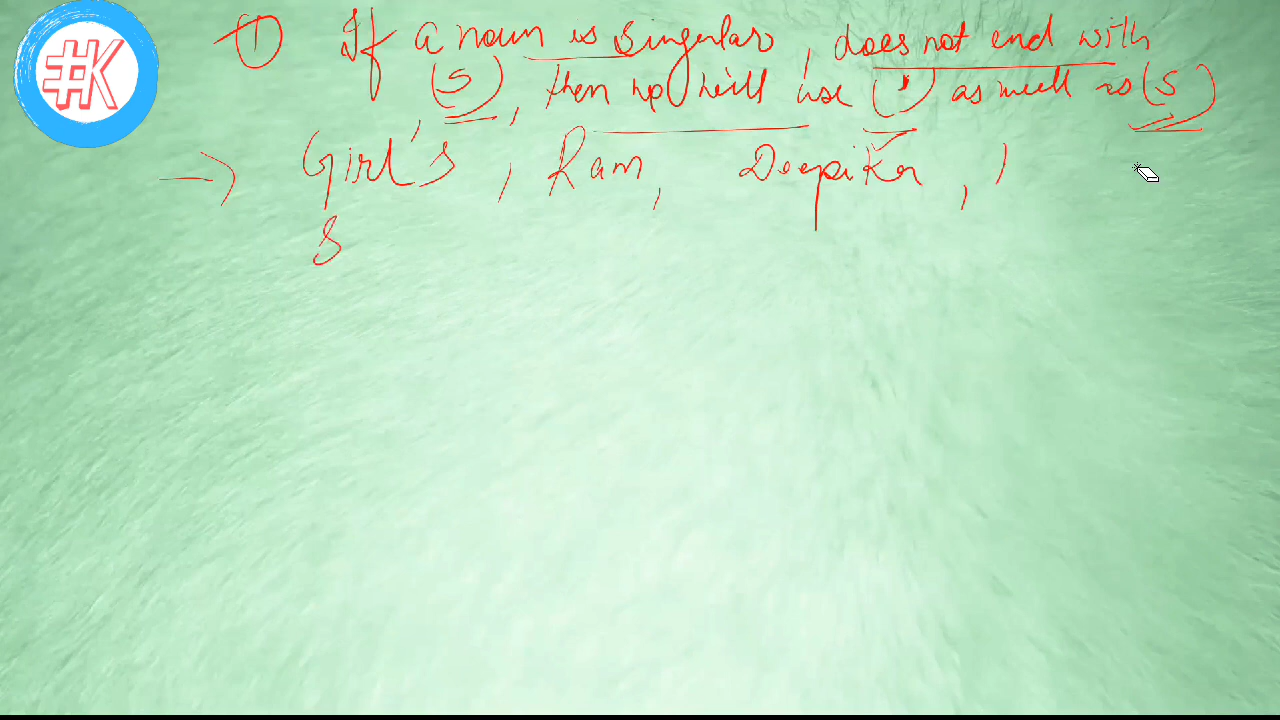 #K
① If a noun is singular, does not end with
(s), then we will use (') as well as (s)
→ Girl's, Ram, Deepika,
s